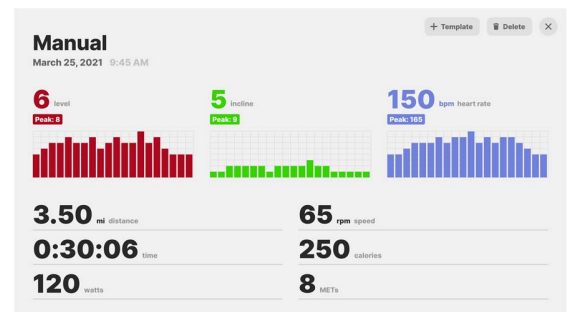 + Template
Delete
Manual
March 25, 2021 9:45 AM
6 level
Peak: 8
5 incline
Peak: 9
150 bpm heart rate
Peak: 165
3.50 mi distance
65 rpm speed
0:30:06 time
250 calories
120 watts
8 METs